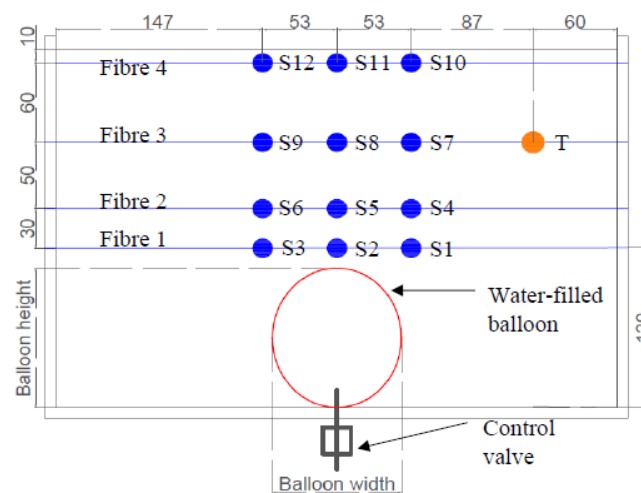 147 53 53 87 60
10
Fibre 4 S12 S11 S10
60
Fibre 3 S9 S8 S7 T
50
Fibre 2 S6 S5 S4
30
Fibre 1 S3 S2 S1
Balloon height
Water-filled
balloon
Control
valve
Balloon width